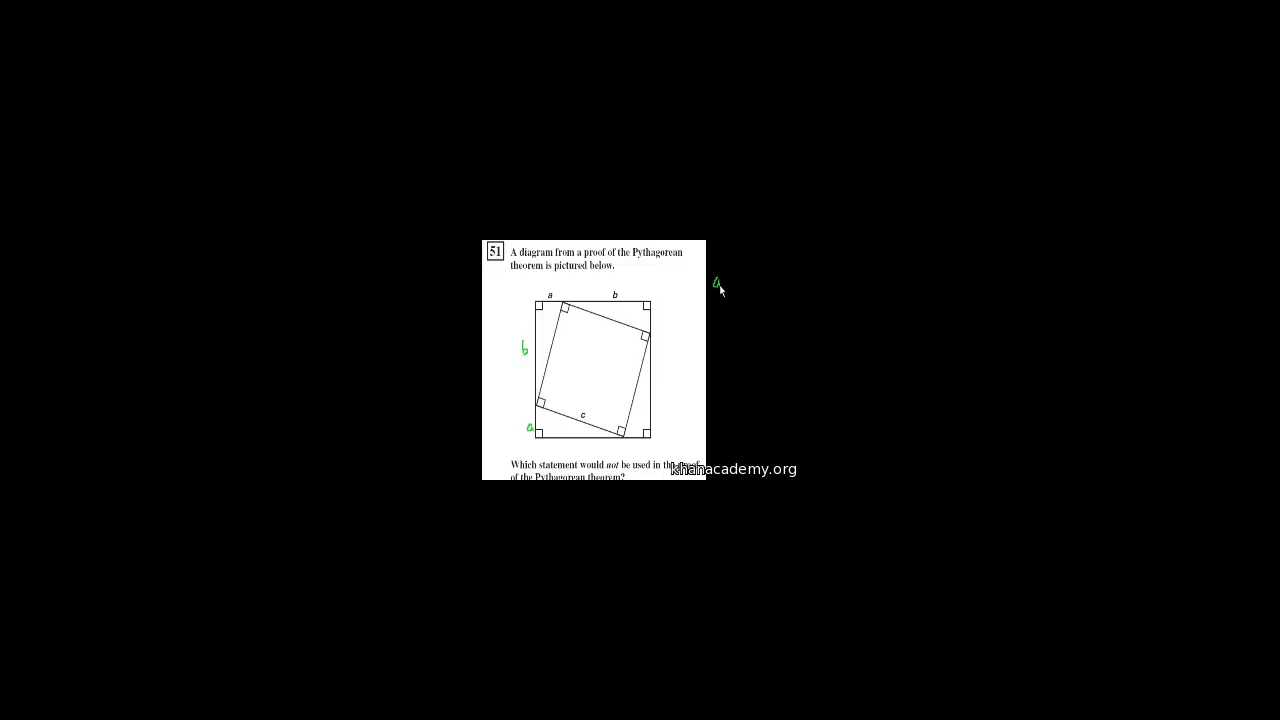 51 A diagram from a proof of the Pythagorean
theorem is pictured below.
a b
a
b
c
a
Which statement would not be used in the
of the Pythagorean theorem?
khanacademy.org